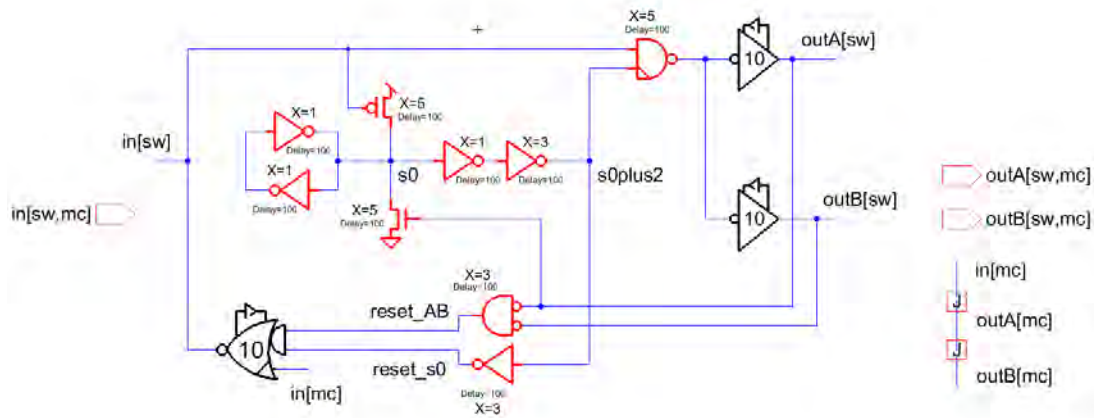 X=5
Delay=100
outA[sw]
10
X=5
Delay=100
X=1
Delay=100
in[sw]
X=1
Delay=100
s0
X=1
Delay=100
X=3
Delay=100
s0plus2
outA[sw,mc]
in[sw,mc]
X=5
Delay=100
10
outB[sw]
outB[sw,mc]
X=3
Delay=100
in[mc]
reset_AB
J
outA[mc]
10
reset_s0
J
in[mc]
Delay=100
X=3
outB[mc]